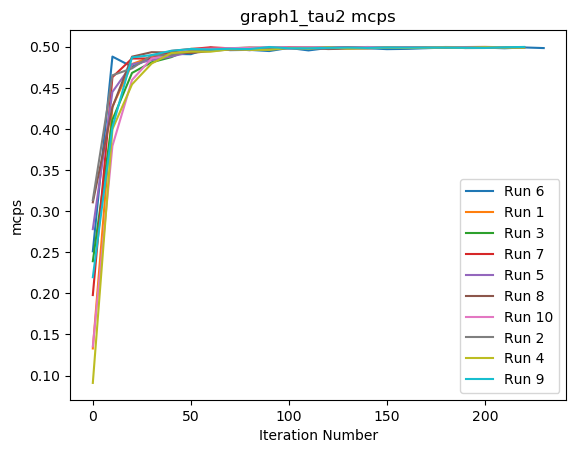 graph1_tau2 mcps
mcps
0.50
0.45
0.40
0.35
0.30
0.25
0.20
0.15
0.10
Run 6
Run 1
Run 3
Run 7
Run 5
Run 8
Run 10
Run 2
Run 4
Run 9
0 50 100 150 200
Iteration Number